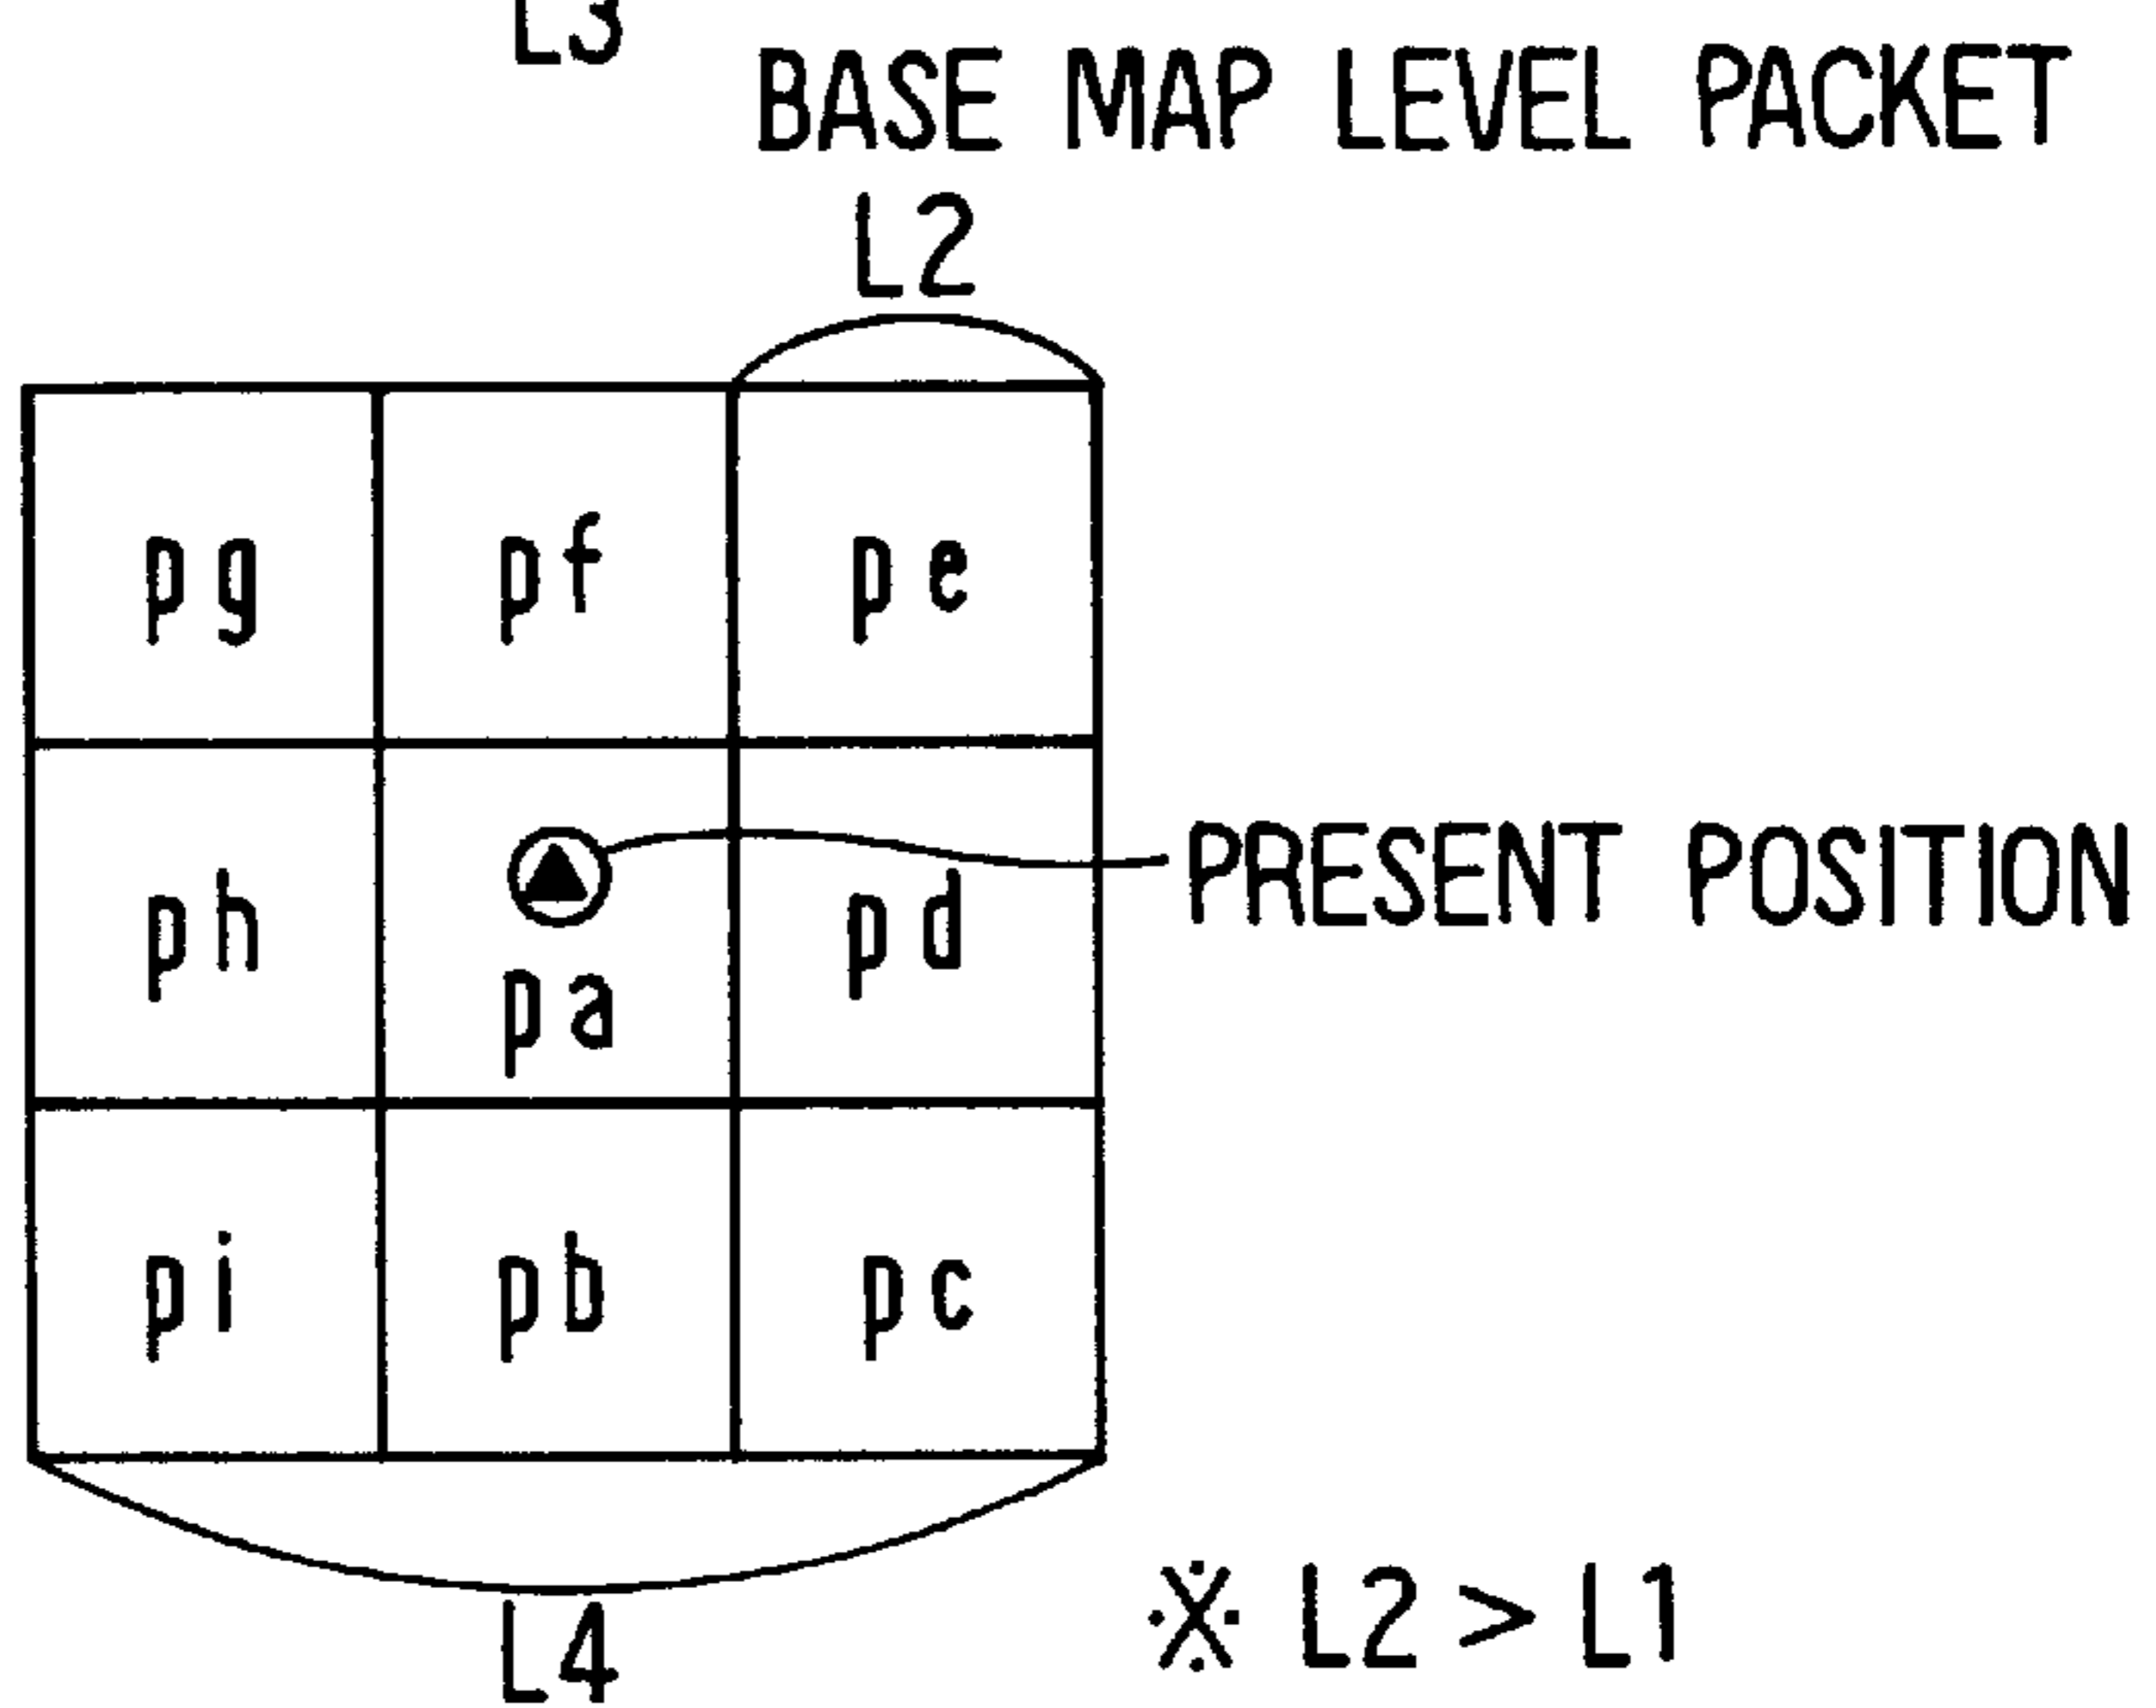 L3
BASE MAP LEVEL PACKET
L2
pg pf pe
PRESENT POSITION
ph pd
pa
pi pb pc
L4
※ L2 > L1